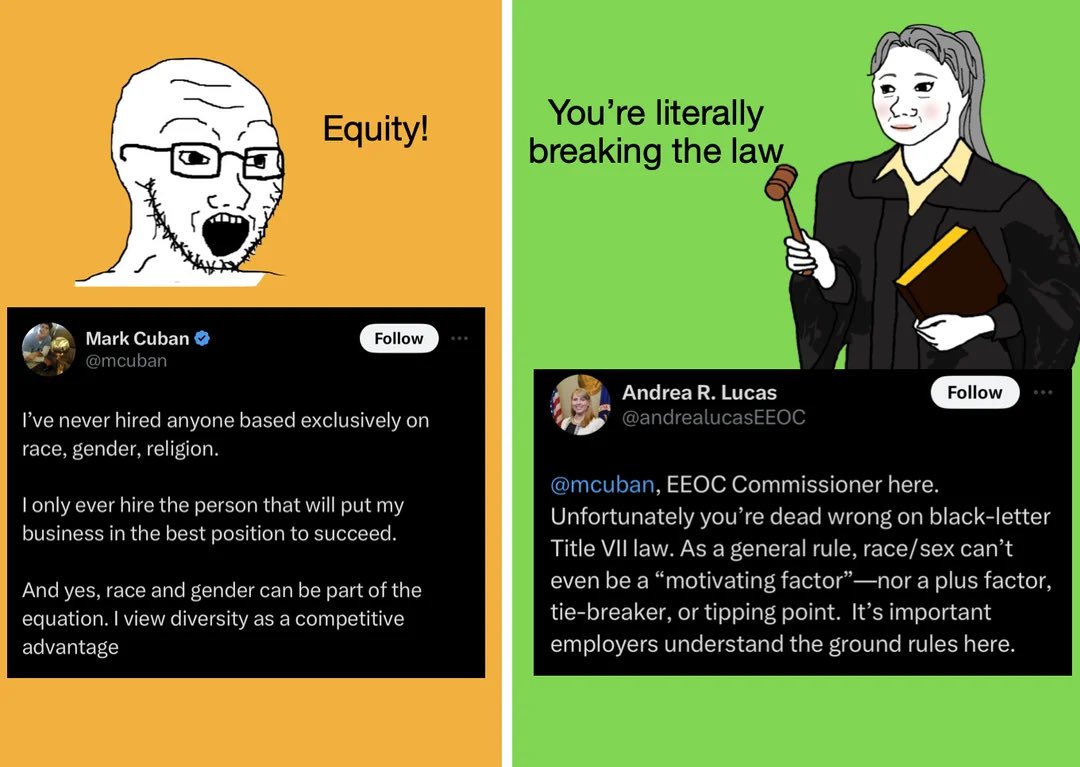 Equity!
Mark Cuban
Follow
@mcuban
I've never hired anyone based exclusively on
race, gender, religion.
I only ever hire the person that will put my
business in the best position to succeed.
And yes, race and gender can be part of the
equation. I view diversity as a competitive
advantage
You're literally
breaking the law
Andrea R. Lucas
Follow
@andrealucasEEOC
@mcuban, EEOC Commissioner here.
Unfortunately you're dead wrong on black-letter
Title VII law. As a general rule, race/sex can't
even be a “motivating factor”—nor a plus factor,
tie-breaker, or tipping point.  It's important
employers understand the ground rules here.